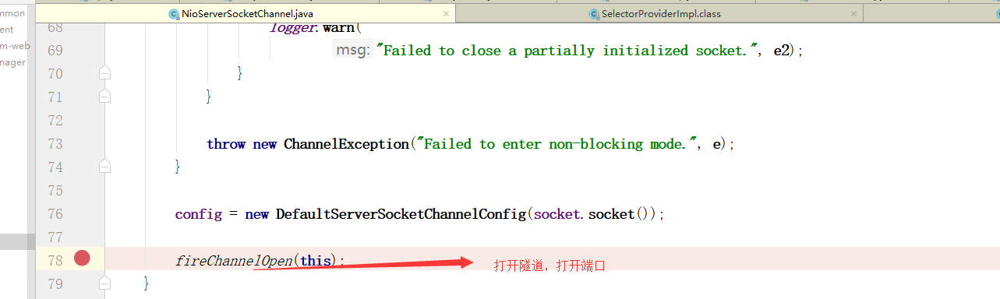 mmon
ent
m-web
nager
NioServerSocketChannel.java
SelectorProviderImpl.class
68 logger.warn(
69 msg: "Failed to close a partially initialized socket.", e2);
70 }
71 }
72
73 throw new ChannelException("Failed to enter non-blocking mode.", e);
74 }
75
76 config = new DefaultServerSocketChannelConfig(socket.socket());
77
78 fireChannelOpen(this); 打开隧道，打开端口
79 }